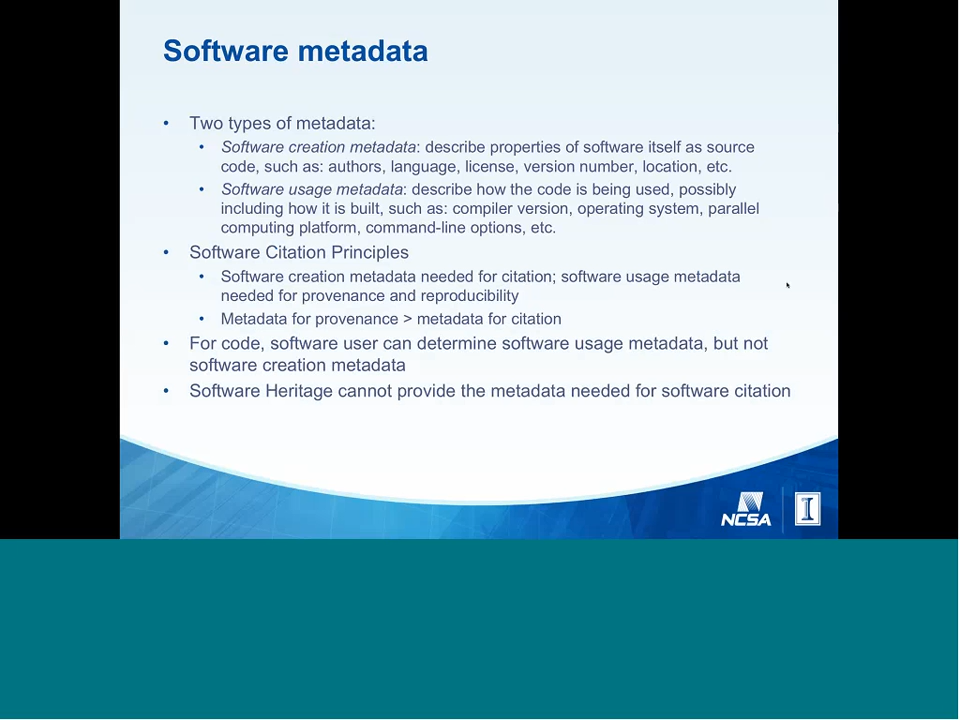 Software metadata
• Two types of metadata:
• Software creation metadata: describe properties of software itself as source
code, such as: authors, language, license, version number, location, etc.
• Software usage metadata: describe how the code is being used, possibly
including how it is built, such as: compiler version, operating system, parallel
computing platform, command-line options, etc.
• Software Citation Principles
• Software creation metadata needed for citation; software usage metadata
needed for provenance and reproducibility
• Metadata for provenance > metadata for citation
• For code, software user can determine software usage metadata, but not
software creation metadata
• Software Heritage cannot provide the metadata needed for software citation
NCSA
I